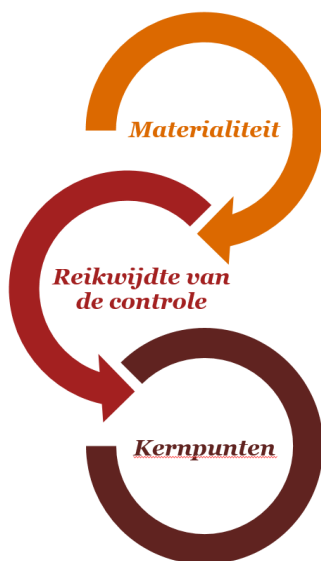 Materialiteit
Reikwijdte van
de controle
Kernpunten